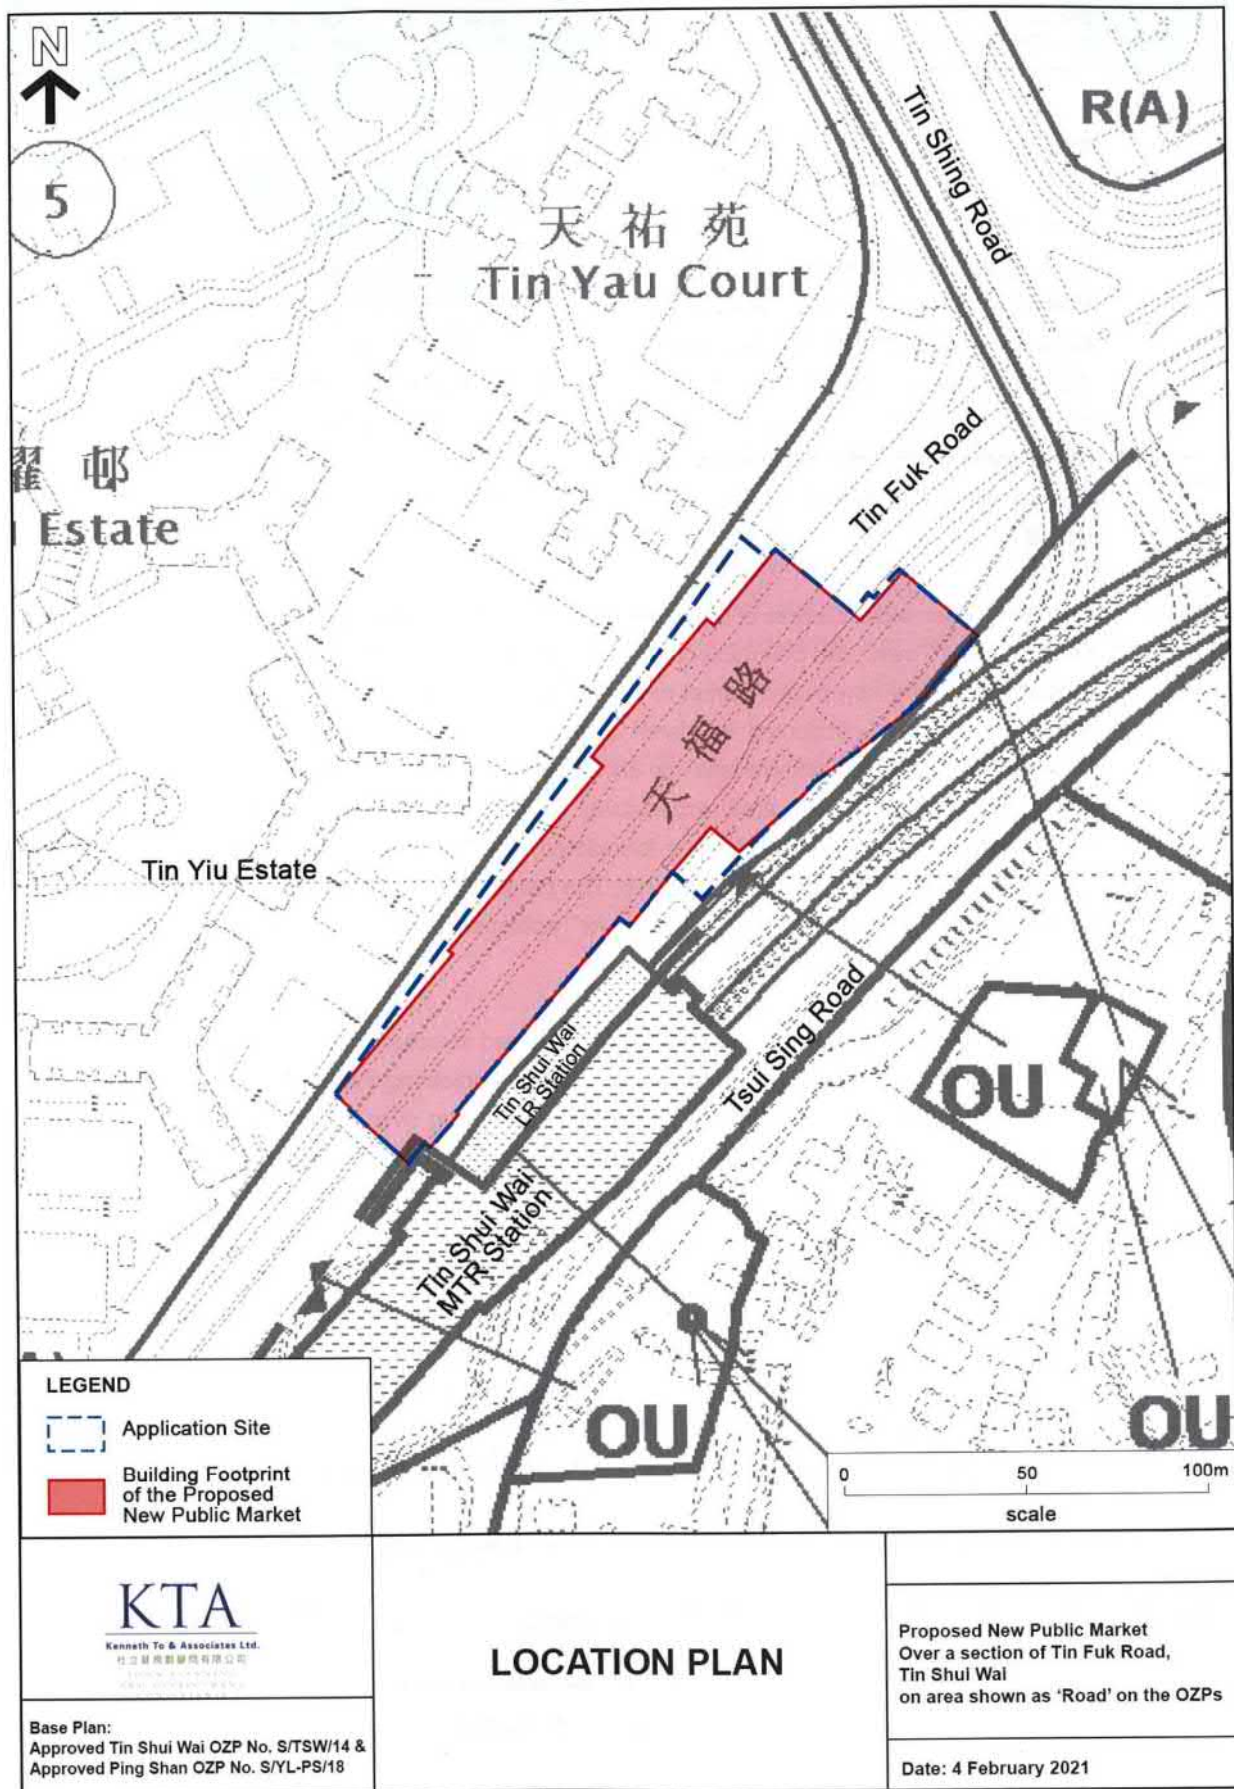 N
5
R(A)
Tin Shing Road
天祐苑
Tin Yau Court
Tin Fuk Road
邨
Estate
天福路
Tin Yiu Estate
Tin Shui Wai
LR Station
Tsui Sing Road
OU
Tin Shui Wai
MTR Station
OU
OU
LEGEND
Application Site
Building Footprint
of the Proposed
New Public Market
0 50 100m
scale
KTA
Kenneth To & Associates Ltd.
LOCATION PLAN
Proposed New Public Market
Over a section of Tin Fuk Road,
Tin Shui Wai
on area shown as ‘Road’ on the OZPs
Base Plan:
Approved Tin Shui Wai OZP No. S/TSW/14 &
Approved Ping Shan OZP No. S/YL-PS/18
Date: 4 February 2021